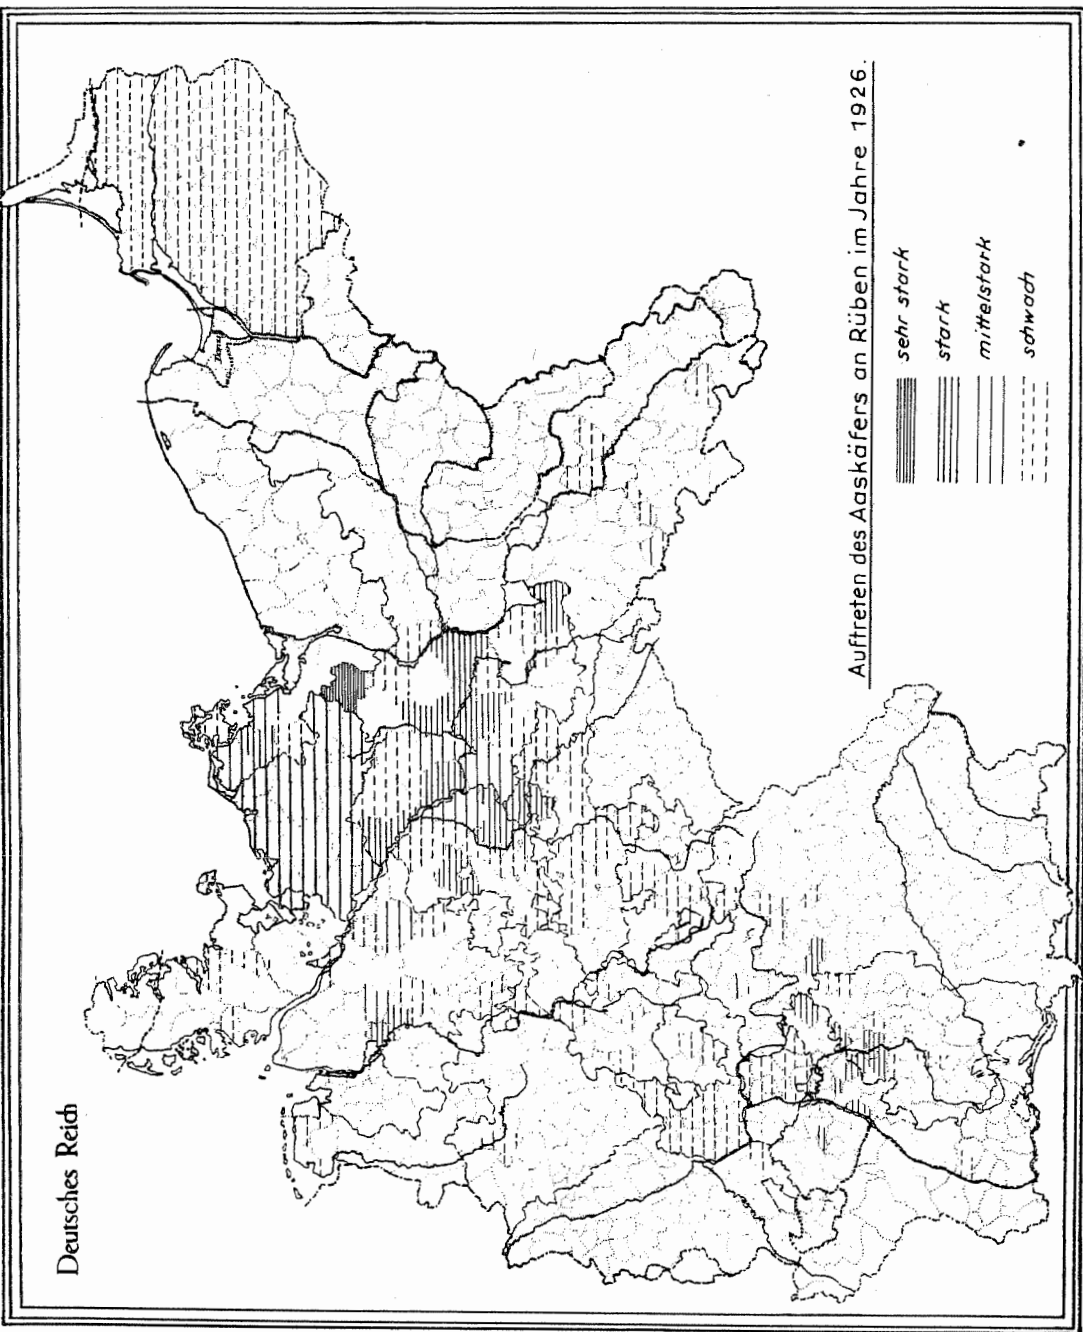 Deutsches Reich
Auftreten des Aaskäfers an Rüben im Jahre 1926.
sehr stark
stark
mittelstark
schwach